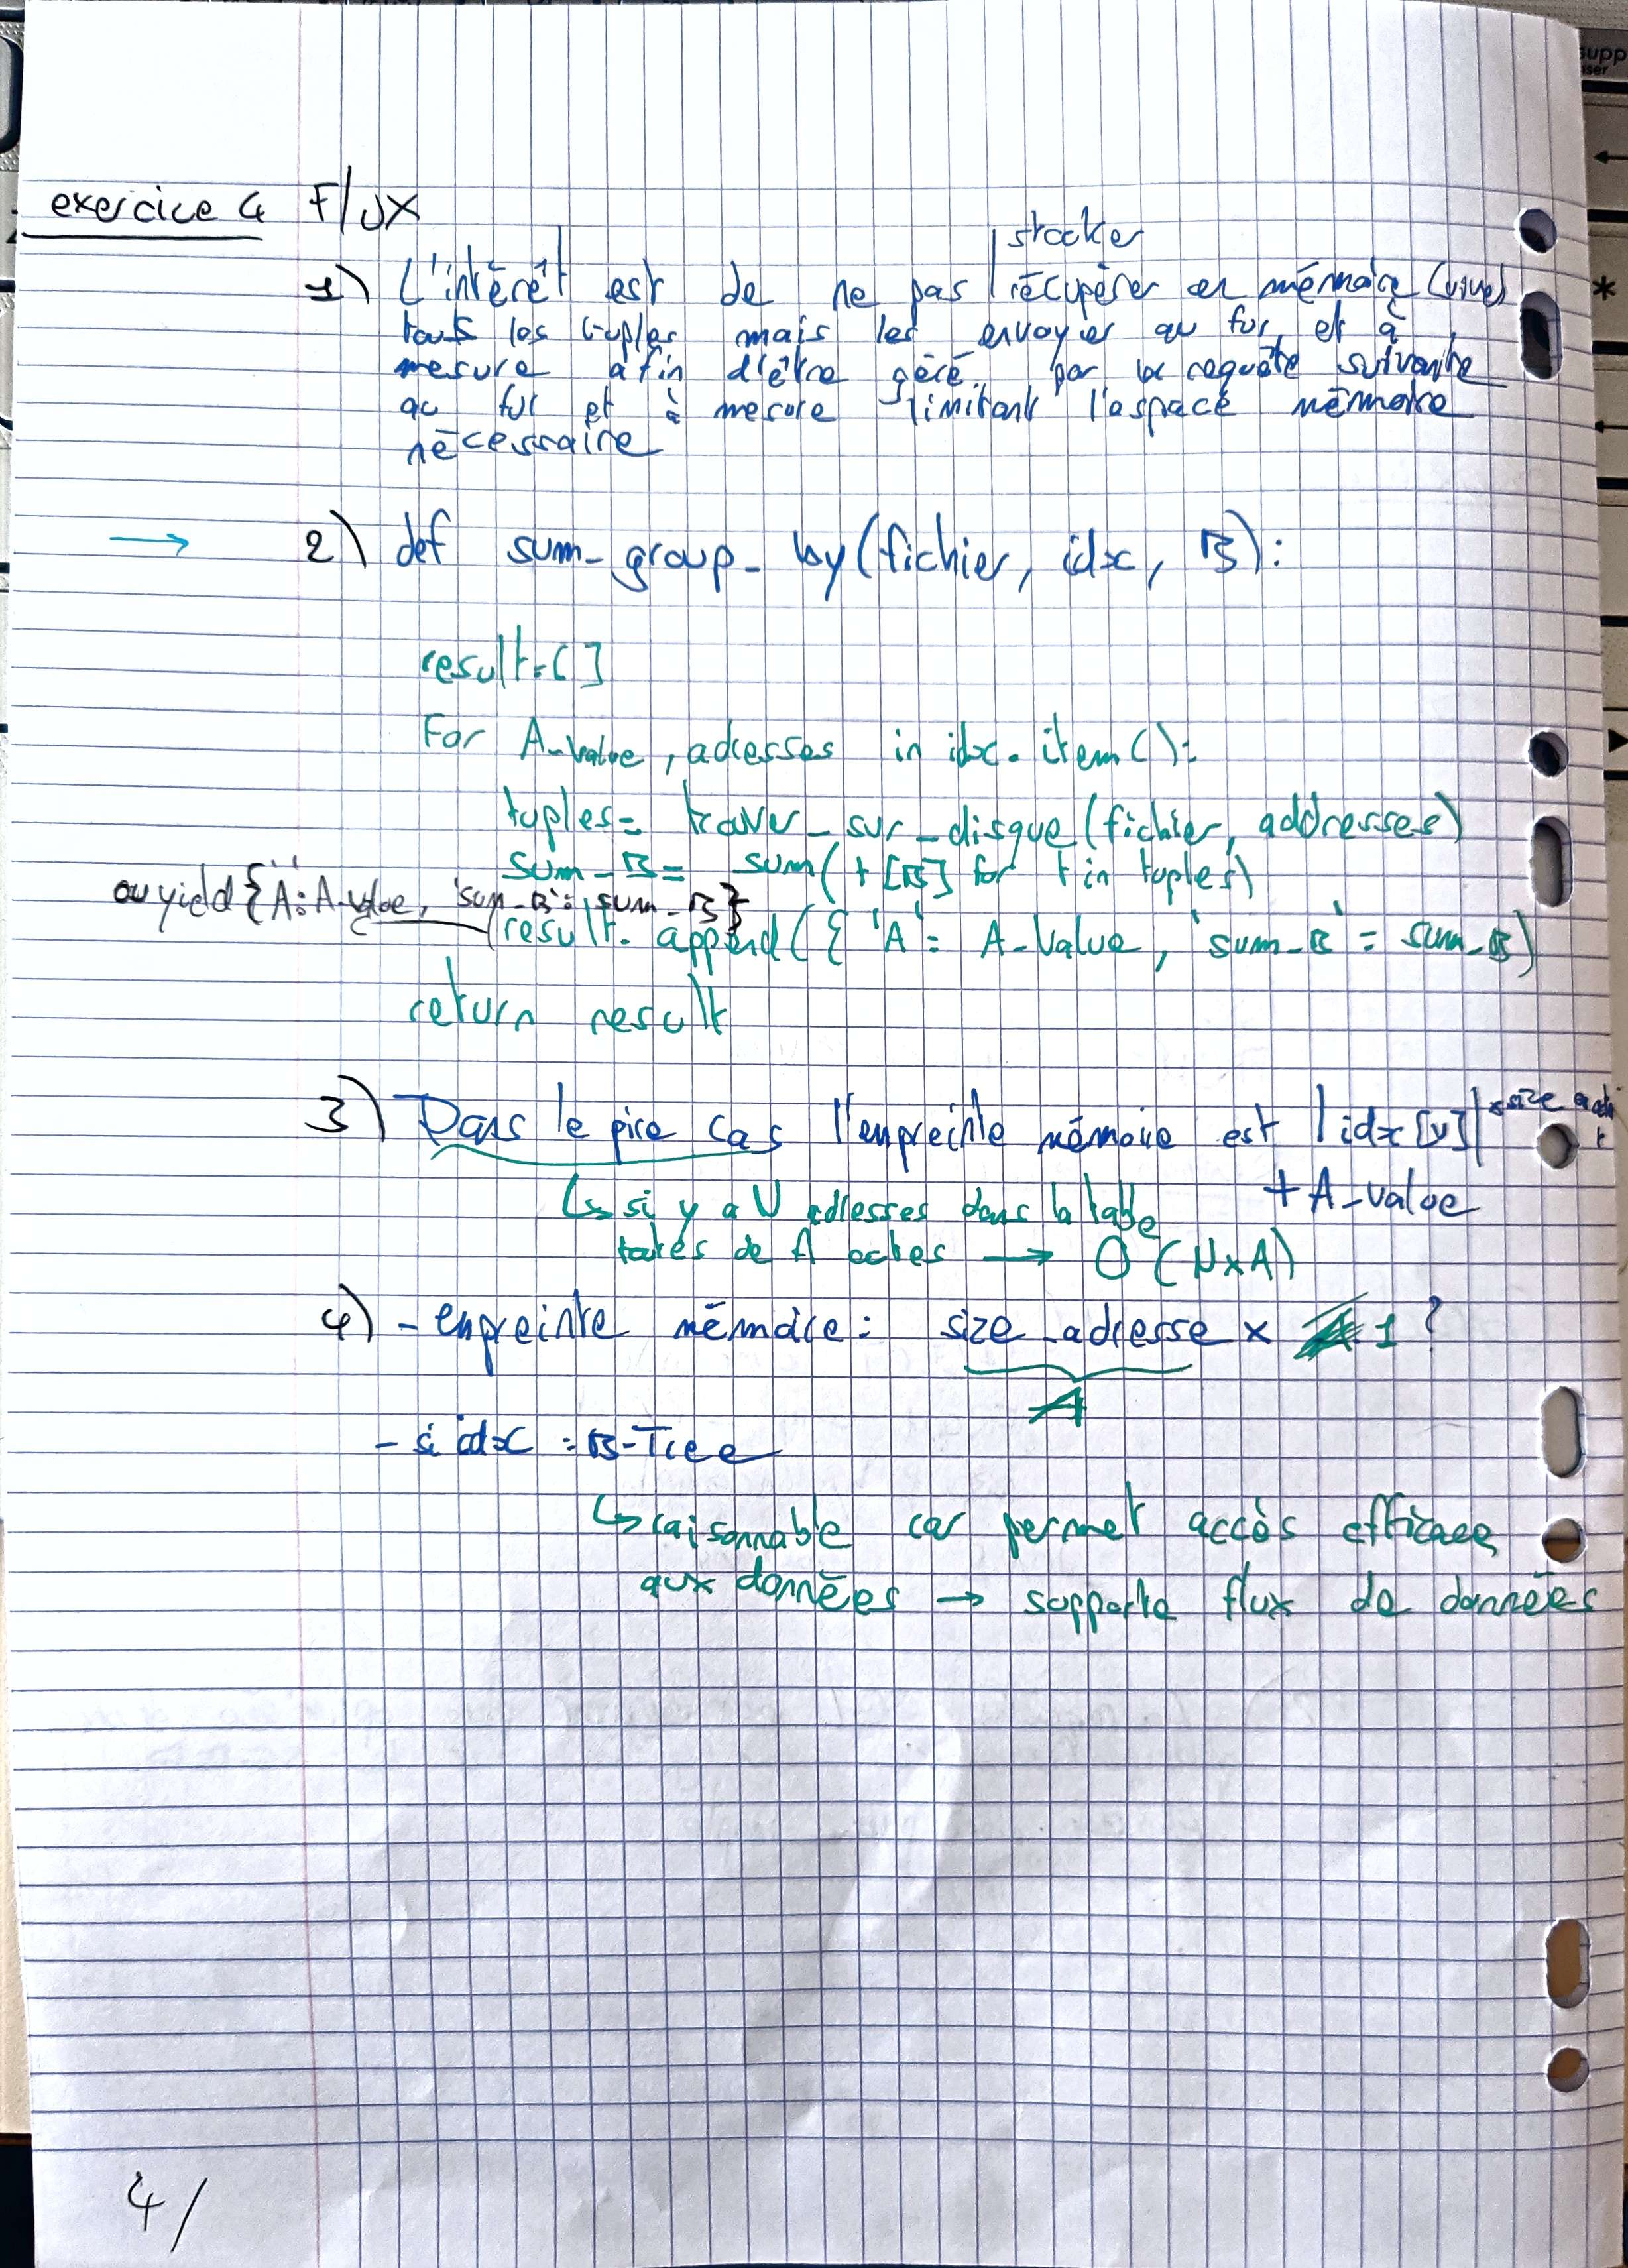 exercice 4 Flux
stocker
1) L'intérêt est de ne pas récupérer en mémoire (vive)
tous les tuples mais les envoyer au fur et à
mesure afin d'être géré par la requête suivante
au fur et à mesure limitant l'espace mémoire
nécessaire
→ 2) def sum_group_by(fichier, idx, B):
result=[]
For A_value, adresses in idx.item():
tuples= trouver_sur_disque(fichier, addresses)
sum_B= sum(t[B] for t in tuples)
ou yield{'A': A_value, 'sum_B': sum_B}
result.append({'A'= A_value, 'sum_B'= sum_B)
return result
3) Dans le pire cas l'enpreinte mémoire est |idx[y]| × size
+ A_value
↳ si y a N adresses dans la table
toutes de A octes → O(N×A)
4) - enpreinte mémoire: size_adresse × 1 ?
A
- si idx = B-Tree
↳ raisonnable car permet accès efficace
aux données → supporte flux de données
4/
supp
*